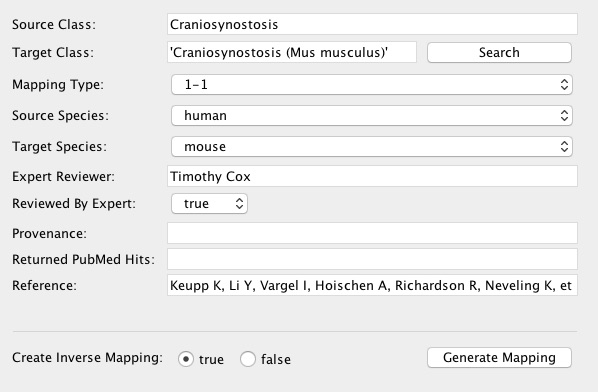 Source Class: Craniosynostosis
Target Class: 'Craniosynostosis (Mus musculus)' Search
Mapping Type: 1-1
Source Species: human
Target Species: mouse
Expert Reviewer: Timothy Cox
Reviewed By Expert: true
Provenance:
Returned PubMed Hits:
Reference: Keupp K, Li Y, Vargel I, Hoischen A, Richardson R, Neveling K, et
Create Inverse Mapping: true false Generate Mapping